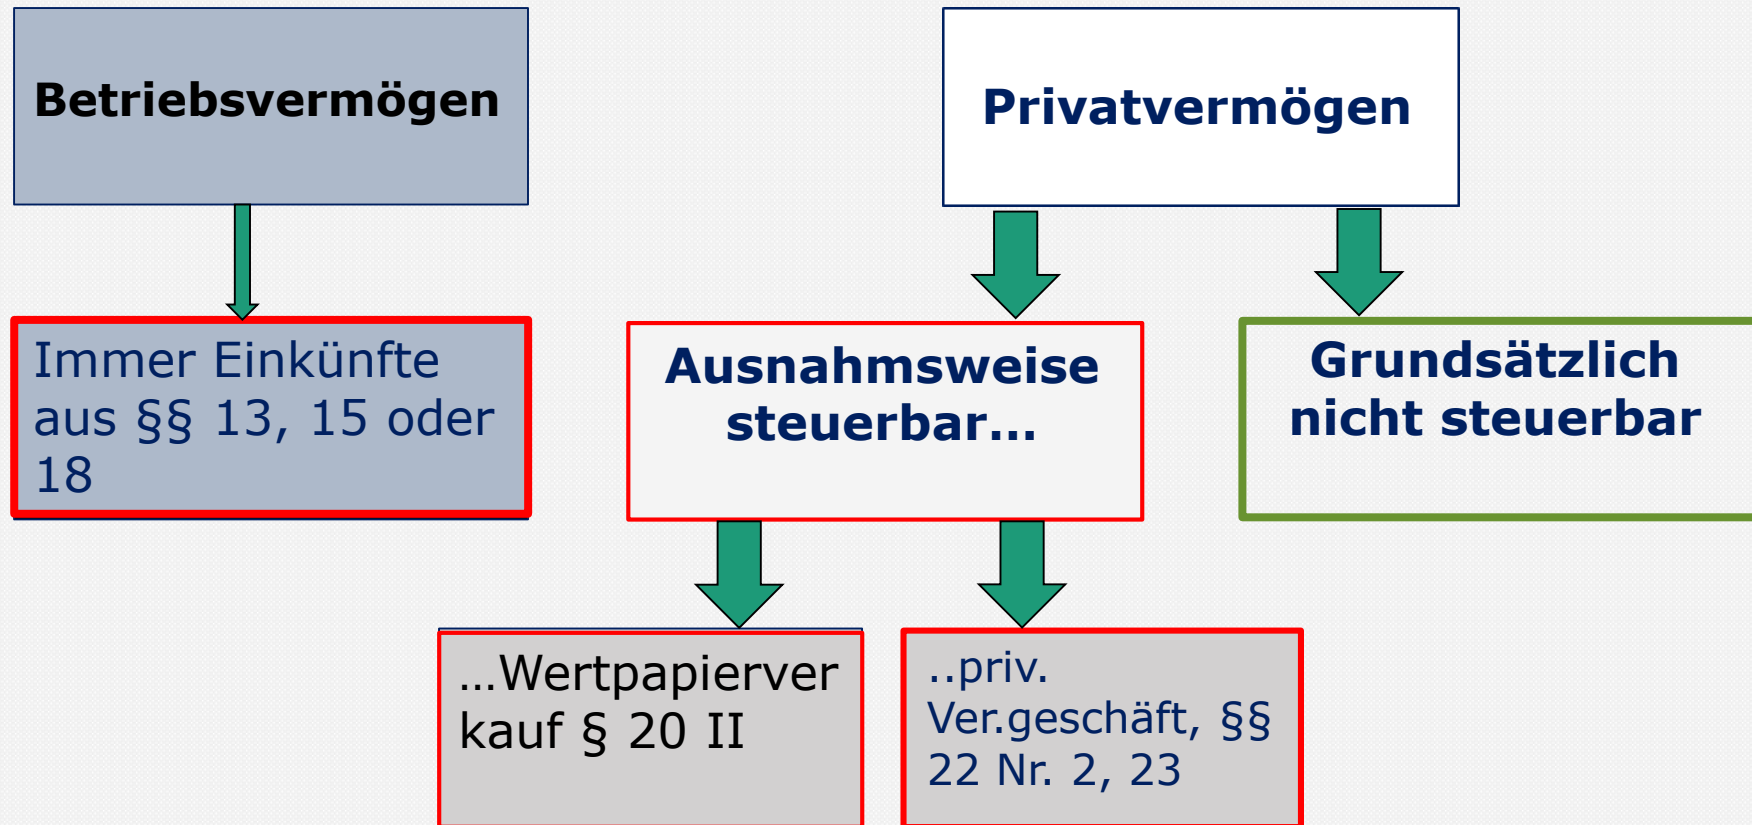 Betriebsvermögen
Privatvermögen
Immer Einkünfte
aus §§ 13, 15 oder
18
Ausnahmsweise
steuerbar...
Grundsätzlich
nicht steuerbar
...Wertpapierver
kauf § 20 II
..priv.
Ver.geschäft, §§
22 Nr. 2, 23